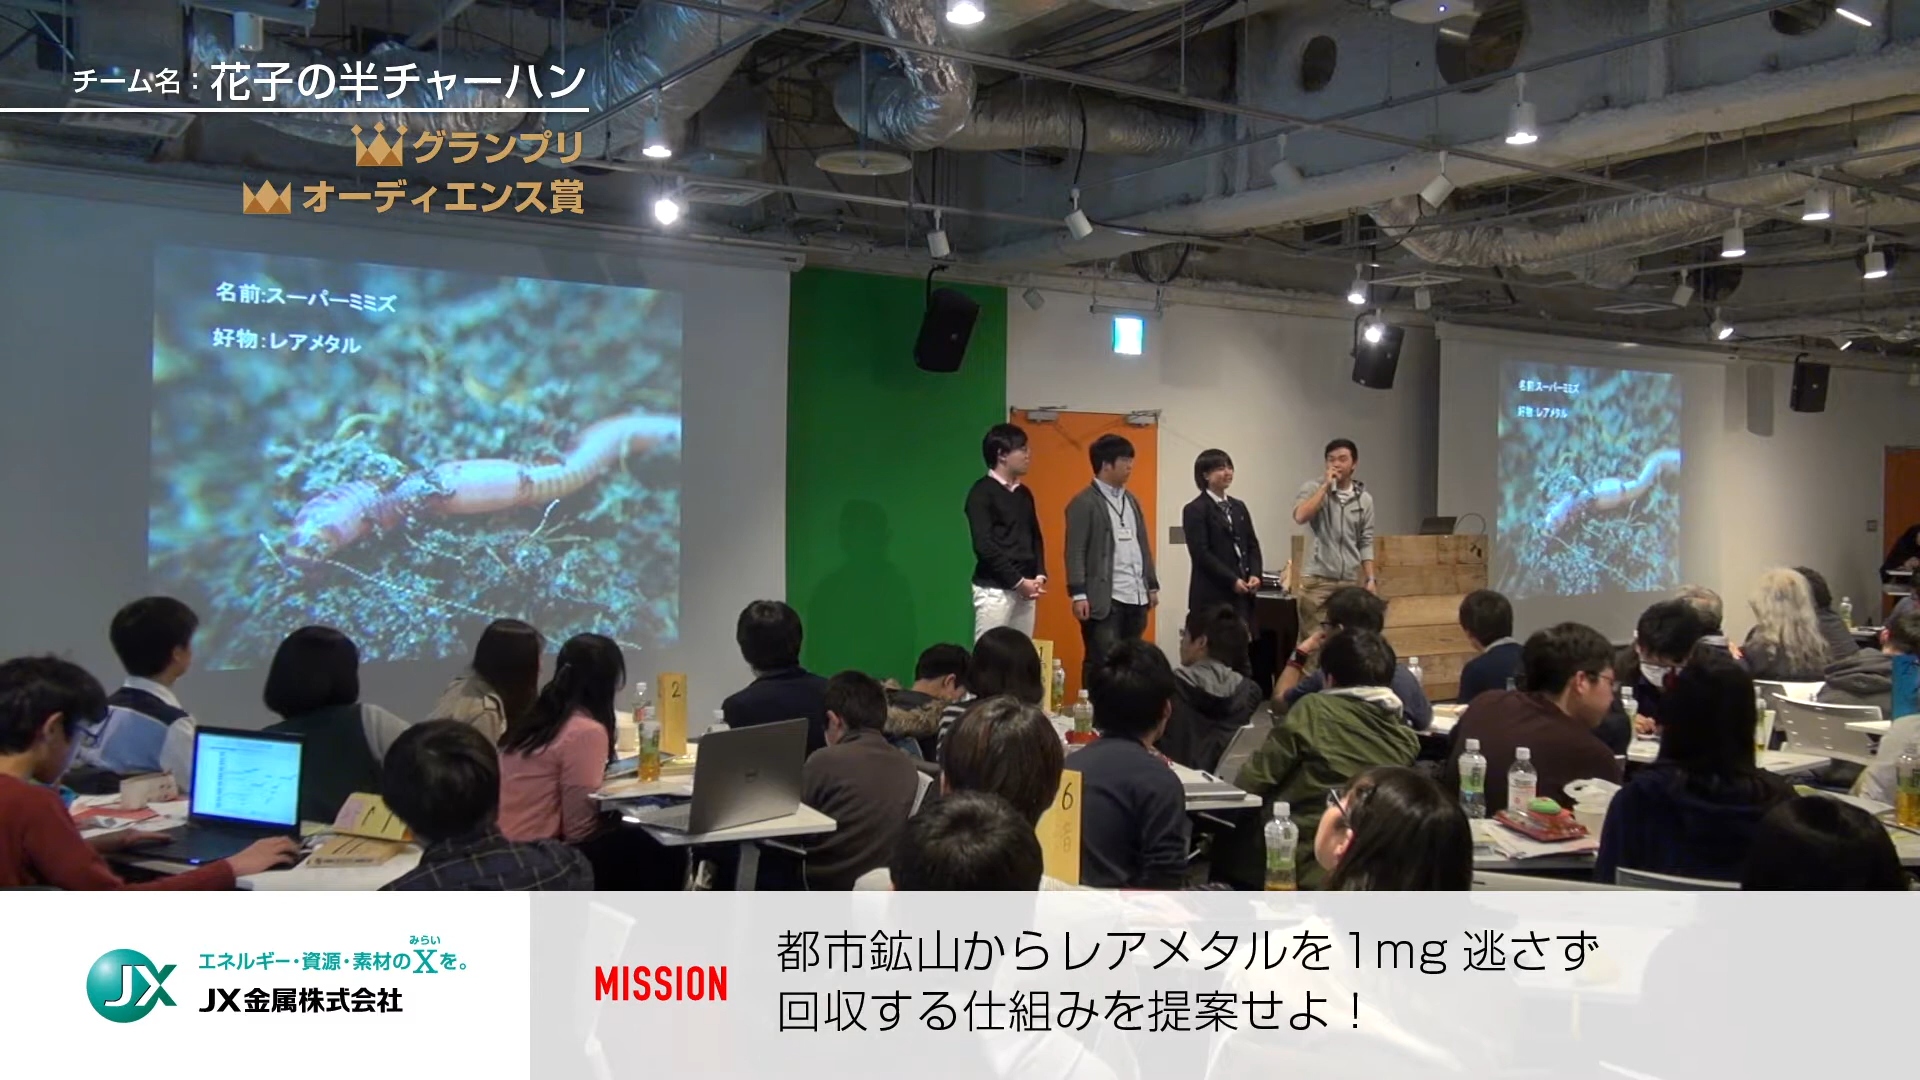 チーム名：花子の半チャーハン
グランプリ
オーディエンス賞
名前:スーパーミミズ
好物:レアメタル
名前:スーパーミミズ
好物:レアメタル
2
6
JX
エネルギー・資源・素材のX(みらい)を。
JX金属株式会社
MISSION
都市鉱山からレアメタルを1mg逃さず
回収する仕組みを提案せよ！